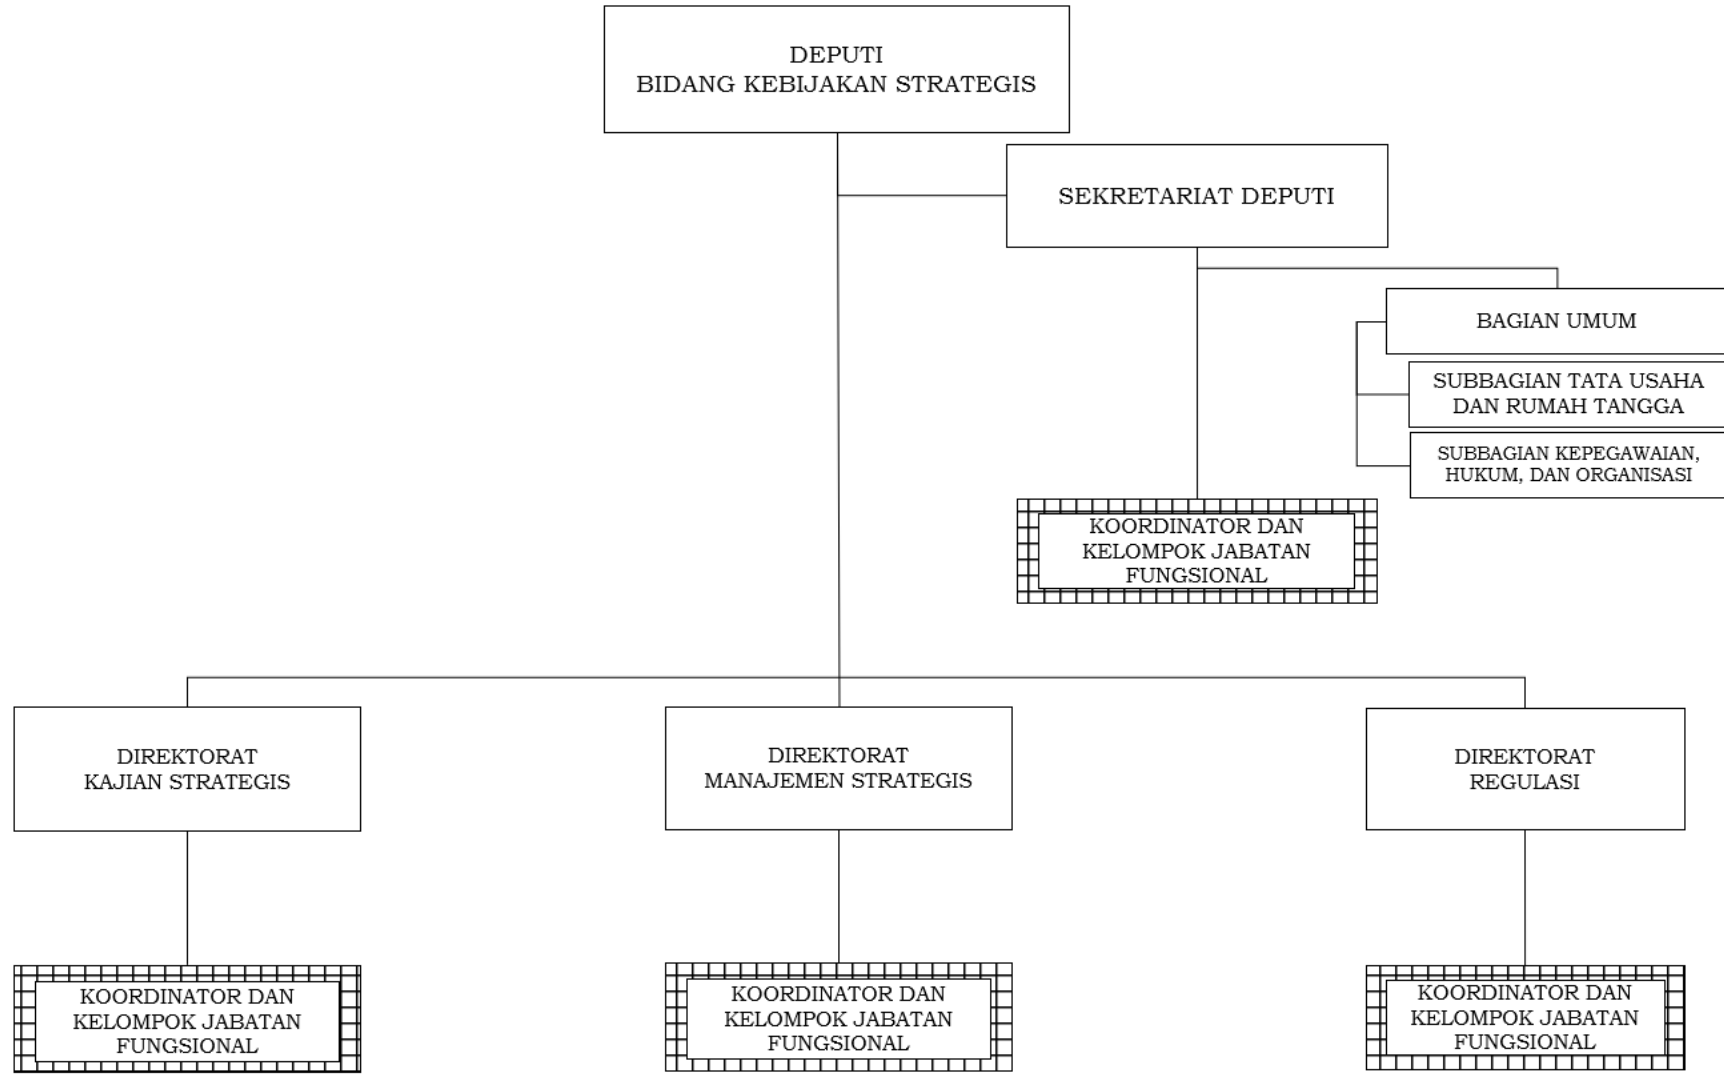 DEPUTI
BIDANG KEBIJAKAN STRATEGIS
SEKRETARIAT DEPUTI
BAGIAN UMUM
SUBBAGIAN TATA USAHA
DAN RUMAH TANGGA
SUBBAGIAN KEPEGAWAIAN,
HUKUM, DAN ORGANISASI
KOORDINATOR DAN
KELOMPOK JABATAN
FUNGSIONAL
DIREKTORAT
KAJIAN STRATEGIS
DIREKTORAT
MANAJEMEN STRATEGIS
DIREKTORAT
REGULASI
KOORDINATOR DAN
KELOMPOK JABATAN
FUNGSIONAL
KOORDINATOR DAN
KELOMPOK JABATAN
FUNGSIONAL
KOORDINATOR DAN
KELOMPOK JABATAN
FUNGSIONAL